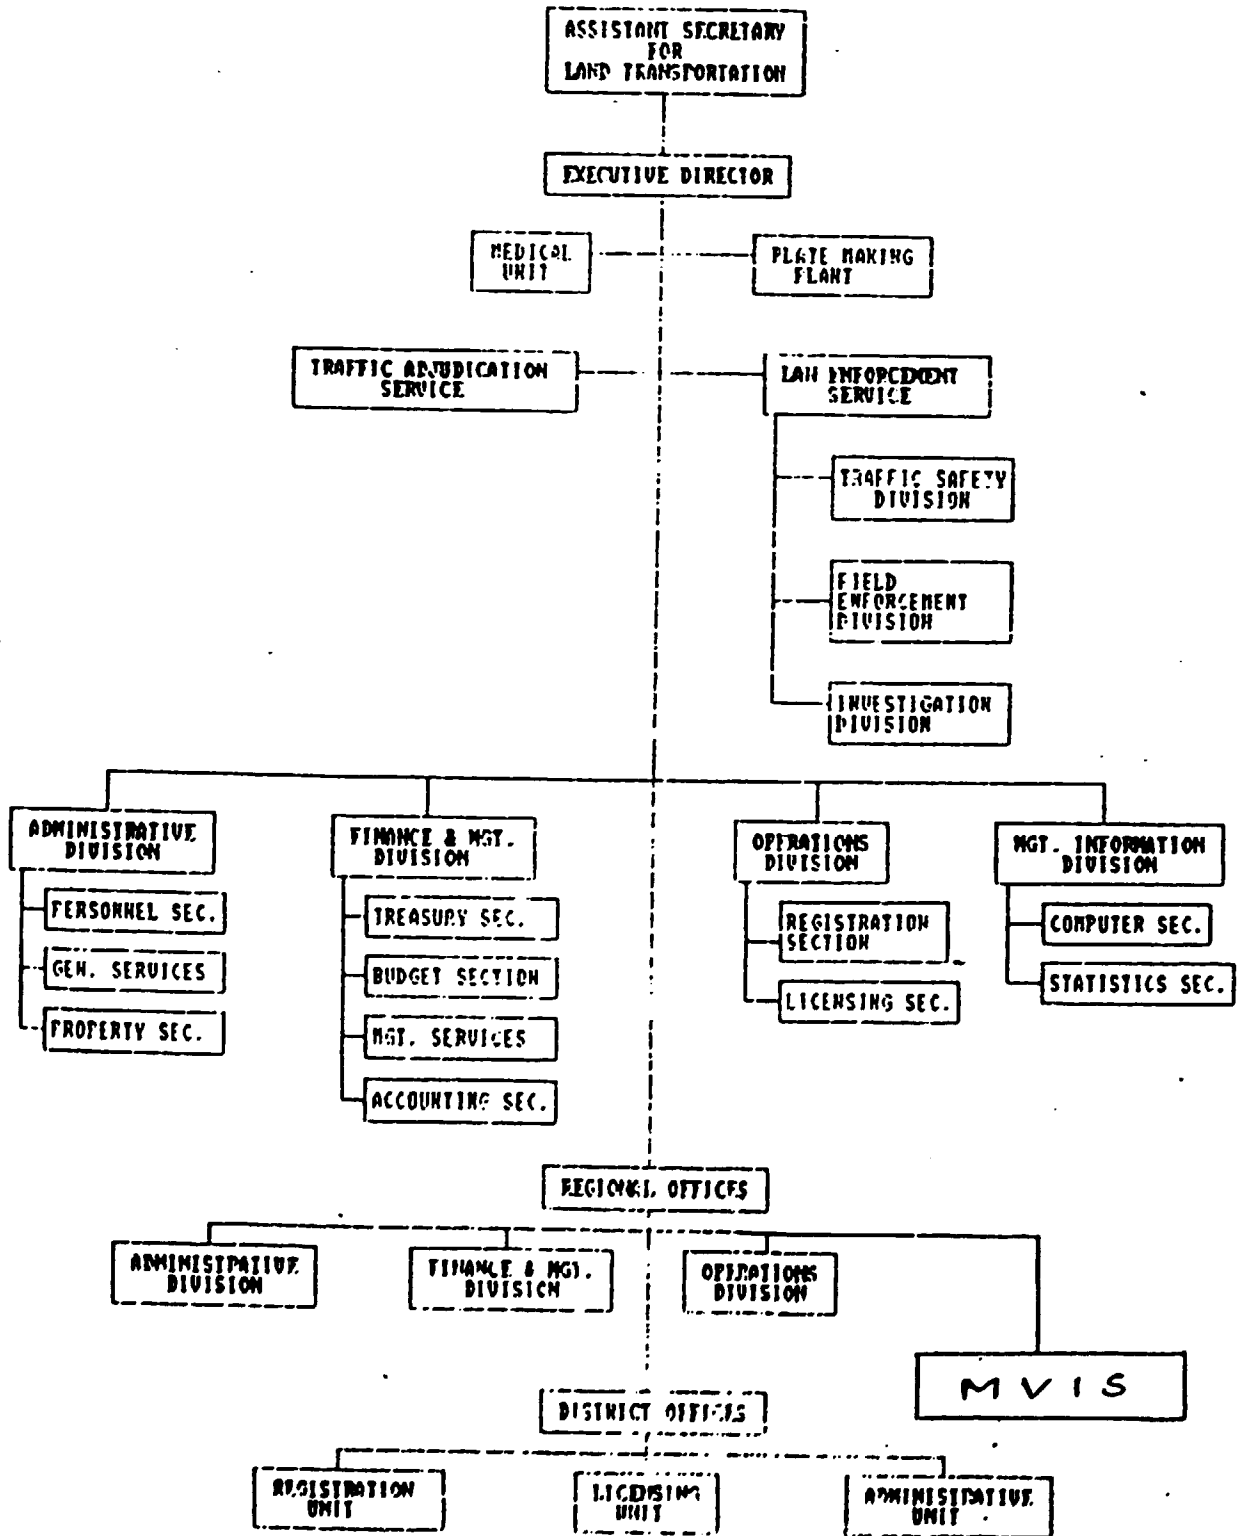 ASSISTANT SECRETARY
FOR
LAND TRANSPORTATION
EXECUTIVE DIRECTOR
MEDICAL
UNIT
PLATE MAKING
PLANT
TRAFFIC ADJUDICATION
SERVICE
LAW ENFORCEMENT
SERVICE
TRAFFIC SAFETY
DIVISION
FIELD
ENFORCEMENT
DIVISION
INVESTIGATION
DIVISION
ADMINISTRATIVE
DIVISION
PERSONNEL SEC.
GEN. SERVICES
PROPERTY SEC.
FINANCE & MGT.
DIVISION
TREASURY SEC.
BUDGET SECTION
MGT. SERVICES
ACCOUNTING SEC.
OPERATIONS
DIVISION
REGISTRATION
SECTION
LICENSING SEC.
MGT. INFORMATION
DIVISION
COMPUTER SEC.
STATISTICS SEC.
REGIONAL OFFICES
ADMINISTRATIVE
DIVISION
FINANCE & MGT.
DIVISION
OPERATIONS
DIVISION
MVIS
DISTRICT OFFICES
REGISTRATION
UNIT
LICENSING
UNIT
ADMINISTRATIVE
UNIT